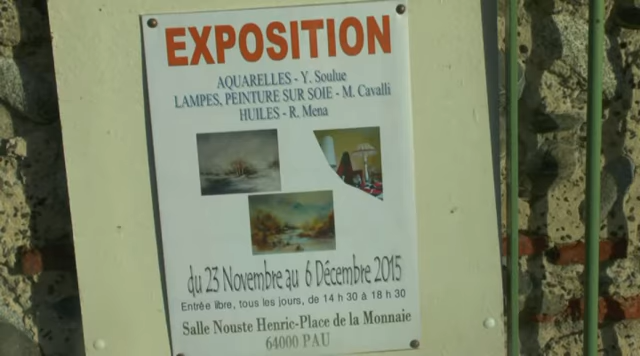 EXPOSITION
AQUARELLES - Y. Soulue
LAMPES, PEINTURE SUR SOIE - M. Cavalli
HUILES - R. Mena
du 23 Novembre au 6 Décembre 2015
Entrée libre, tous les jours, de 14 h 30 à 18 h 30
Salle Nouste Henric-Place de la Monnaie
64000 PAU